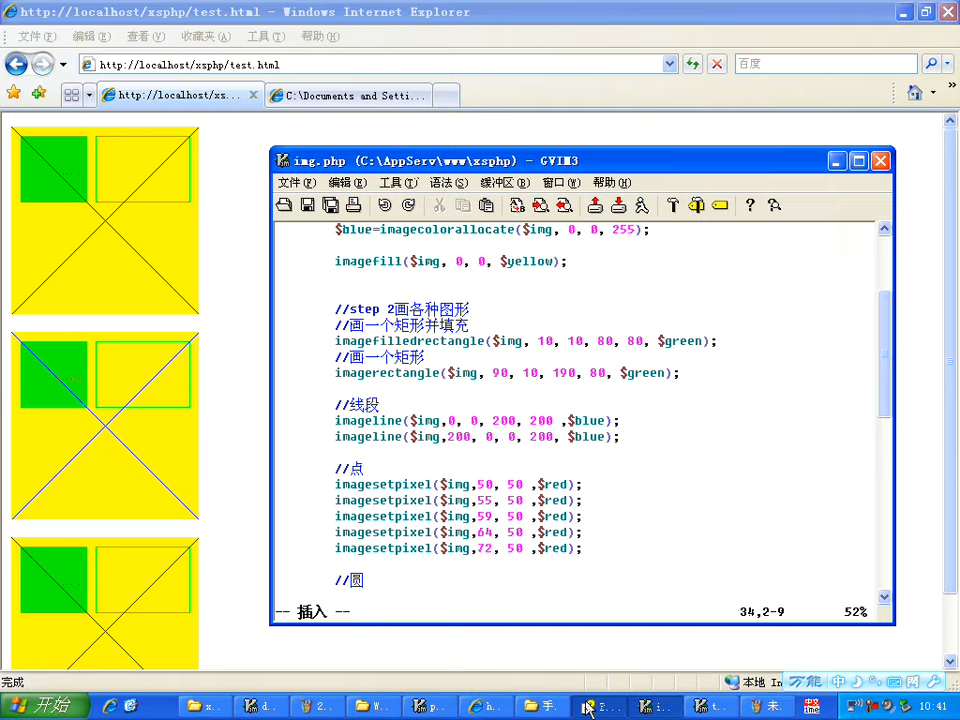 http://localhost/xsphp/test.html - Windows Internet Explorer
文件(F) 编辑(E) 查看(V) 收藏夹(A) 工具(T) 帮助(H)
http://localhost/xsphp/test.html
百度
http://localhost/xs...
C:\Documents and Setti...
img.php (C:\AppServ\www\xsphp) - GVIM3
文件(F) 编辑(E) 工具(T) 语法(S) 缓冲区(B) 窗口(W) 帮助(H)
$blue=imagecolorallocate($img, 0, 0, 255);
imagefill($img, 0, 0, $yellow);
//step 2画各种图形
//画一个矩形并填充
imagefilledrectangle($img, 10, 10, 80, 80, $green);
//画一个矩形
imagerectangle($img, 90, 10, 190, 80, $green);
//线段
imageline($img,0, 0, 200, 200 ,$blue);
imageline($img,200, 0, 0, 200, $blue);
//点
imagesetpixel($img,50, 50 ,$red);
imagesetpixel($img,55, 50 ,$red);
imagesetpixel($img,59, 50 ,$red);
imagesetpixel($img,64, 50 ,$red);
imagesetpixel($img,72, 50 ,$red);
//圆
-- 插入 --
34,2-9
52%
完成
本地 In
万能
中
开始
x...
d...
2...
W...
p...
h...
手...
P...
i...
t...
未...
10:41